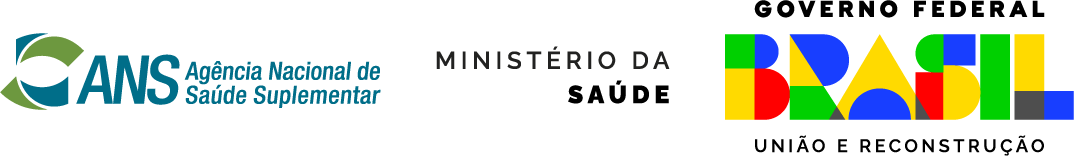 ANS Agência Nacional de
Saúde Suplementar
MINISTÉRIO DA
SAÚDE
GOVERNO FEDERAL
BRASIL
UNIÃO E RECONSTRUÇÃO